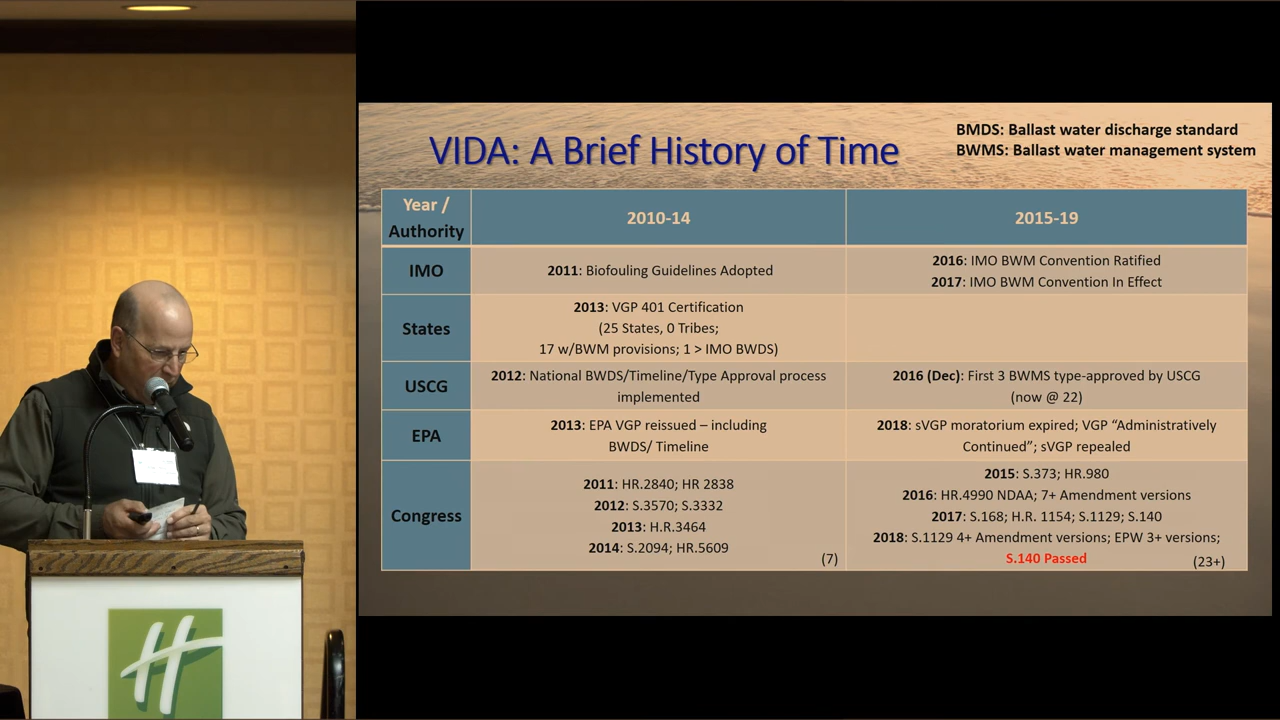 VIDA: A Brief History of Time
BMDS: Ballast water discharge standard
BWMS: Ballast water management system
Year /
Authority
2010-14
2015-19
IMO
2011: Biofouling Guidelines Adopted
2016: IMO BWM Convention Ratified
2017: IMO BWM Convention In Effect
States
2013: VGP 401 Certification
(25 States, 0 Tribes;
17 w/BWM provisions; 1 > IMO BWDS)
USCG
2012: National BWDS/Timeline/Type Approval process
implemented
2016 (Dec): First 3 BWMS type-approved by USCG
(now @ 22)
EPA
2013: EPA VGP reissued – including
BWDS/ Timeline
2018: sVGP moratorium expired; VGP “Administratively
Continued”; sVGP repealed
Congress
2011: HR.2840; HR 2838
2012: S.3570; S.3332
2013: H.R.3464
2014: S.2094; HR.5609
(7)
2015: S.373; HR.980
2016: HR.4990 NDAA; 7+ Amendment versions
2017: S.168; H.R. 1154; S.1129; S.140
2018: S.1129 4+ Amendment versions; EPW 3+ versions;
S.140 Passed
(23+)
H